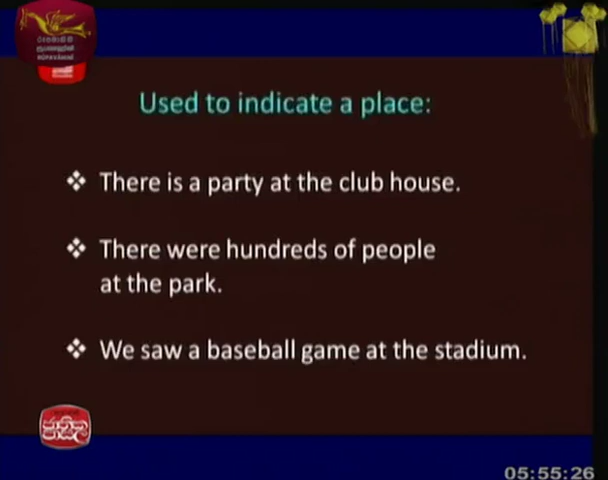 Used to indicate a place:
❖ There is a party at the club house.
❖ There were hundreds of people
at the park.
❖ We saw a baseball game at the stadium.
05:55:26